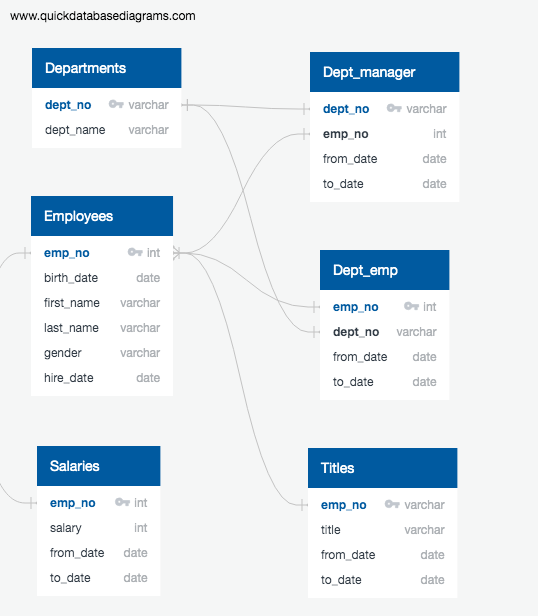 www.quickdatabasediagrams.com
Departments
dept_no varchar
dept_name varchar
Dept_manager
dept_no varchar
emp_no int
from_date date
to_date date
Employees
emp_no int
birth_date date
first_name varchar
last_name varchar
gender varchar
hire_date date
Dept_emp
emp_no int
dept_no varchar
from_date date
to_date date
Salaries
emp_no int
salary int
from_date date
to_date date
Titles
emp_no varchar
title varchar
from_date date
to_date date